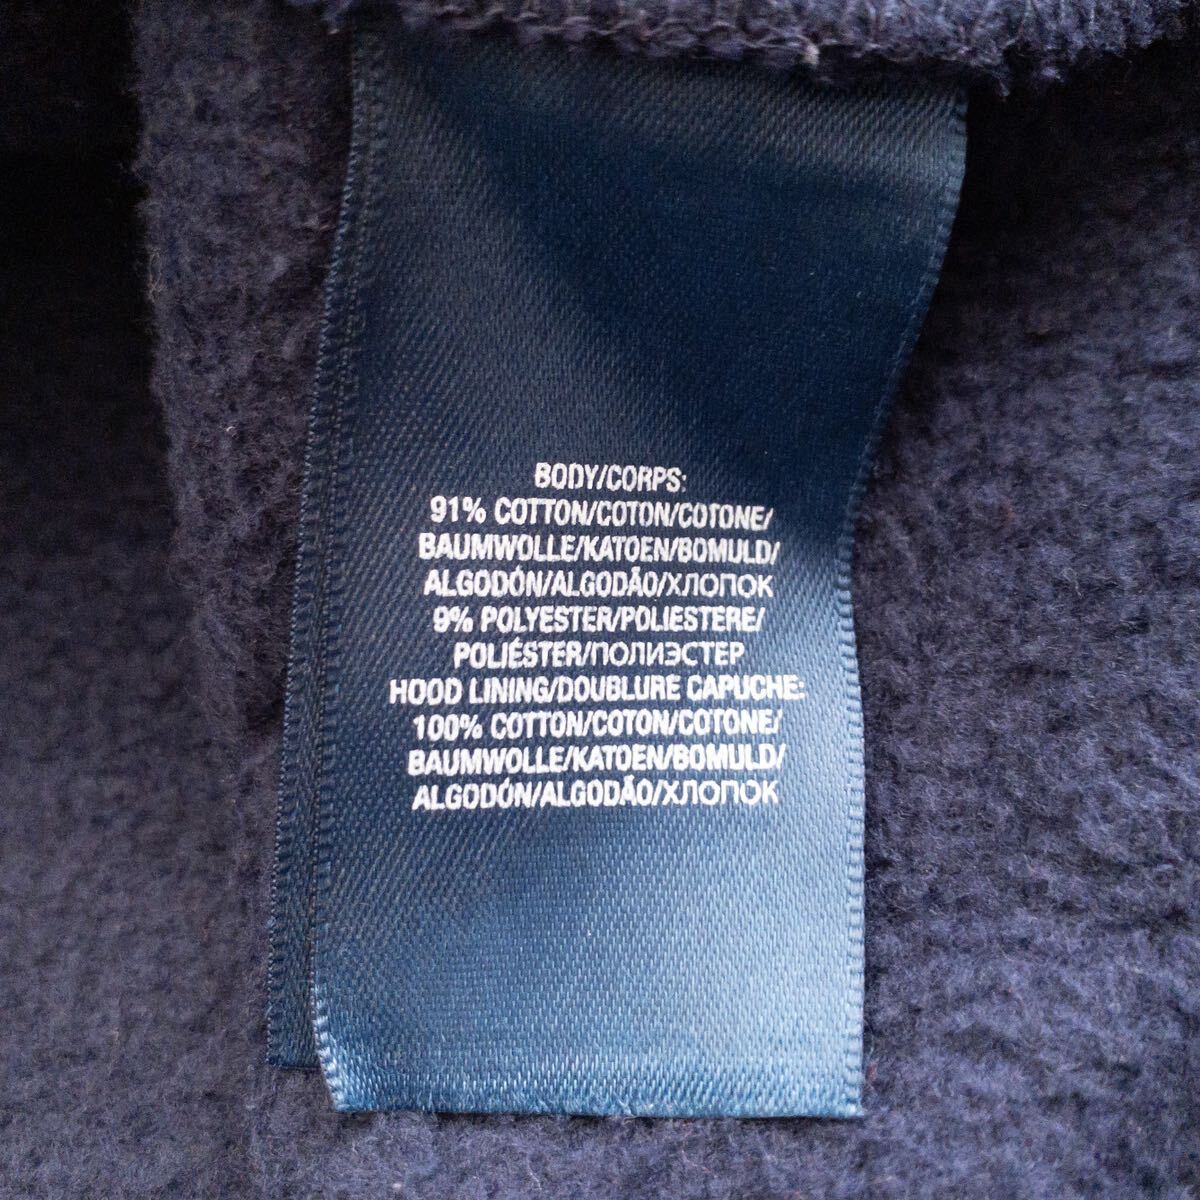 BODY/CORPS:
91% COTTON/COTON/COTONE/
BAUMWOLLE/KATOEN/BOMULD/
ALGODÓN/ALGODÃO/ХЛОПОК
9% POLYESTER/POLIESTERE/
POLIÉSTER/ПОЛИЭСТЕР
HOOD LINING/DOUBLURE CAPUCHE:
100% COTTON/COTON/COTONE/
BAUMWOLLE/KATOEN/BOMULD/
ALGODÓN/ALGODÃO/ХЛОПОК